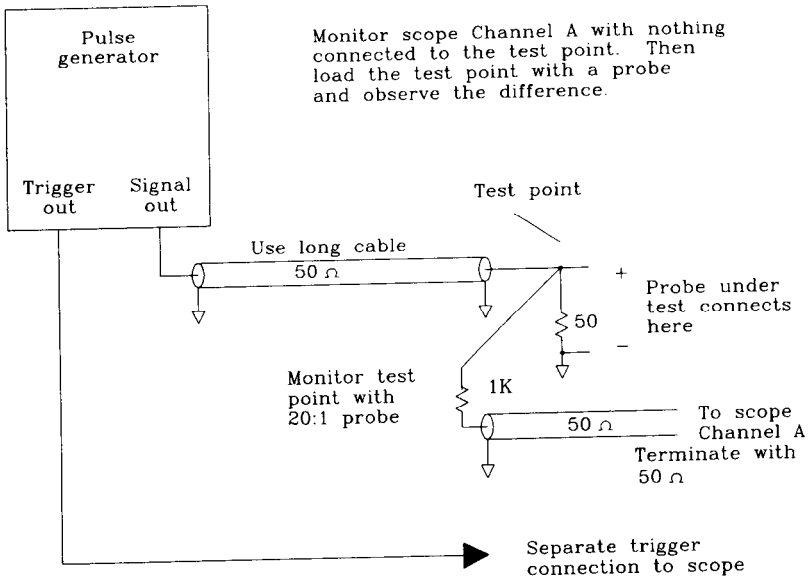 Pulse
generator
Monitor scope Channel A with nothing
connected to the test point. Then
load the test point with a probe
and observe the difference.
Trigger
out
Signal
out
Test point
Use long cable
50 Ω
+
Probe under
test connects
here
50
−
Monitor test
point with
20:1 probe
1K
50 Ω
To scope
Channel A
Terminate with
50 Ω
Separate trigger
connection to scope